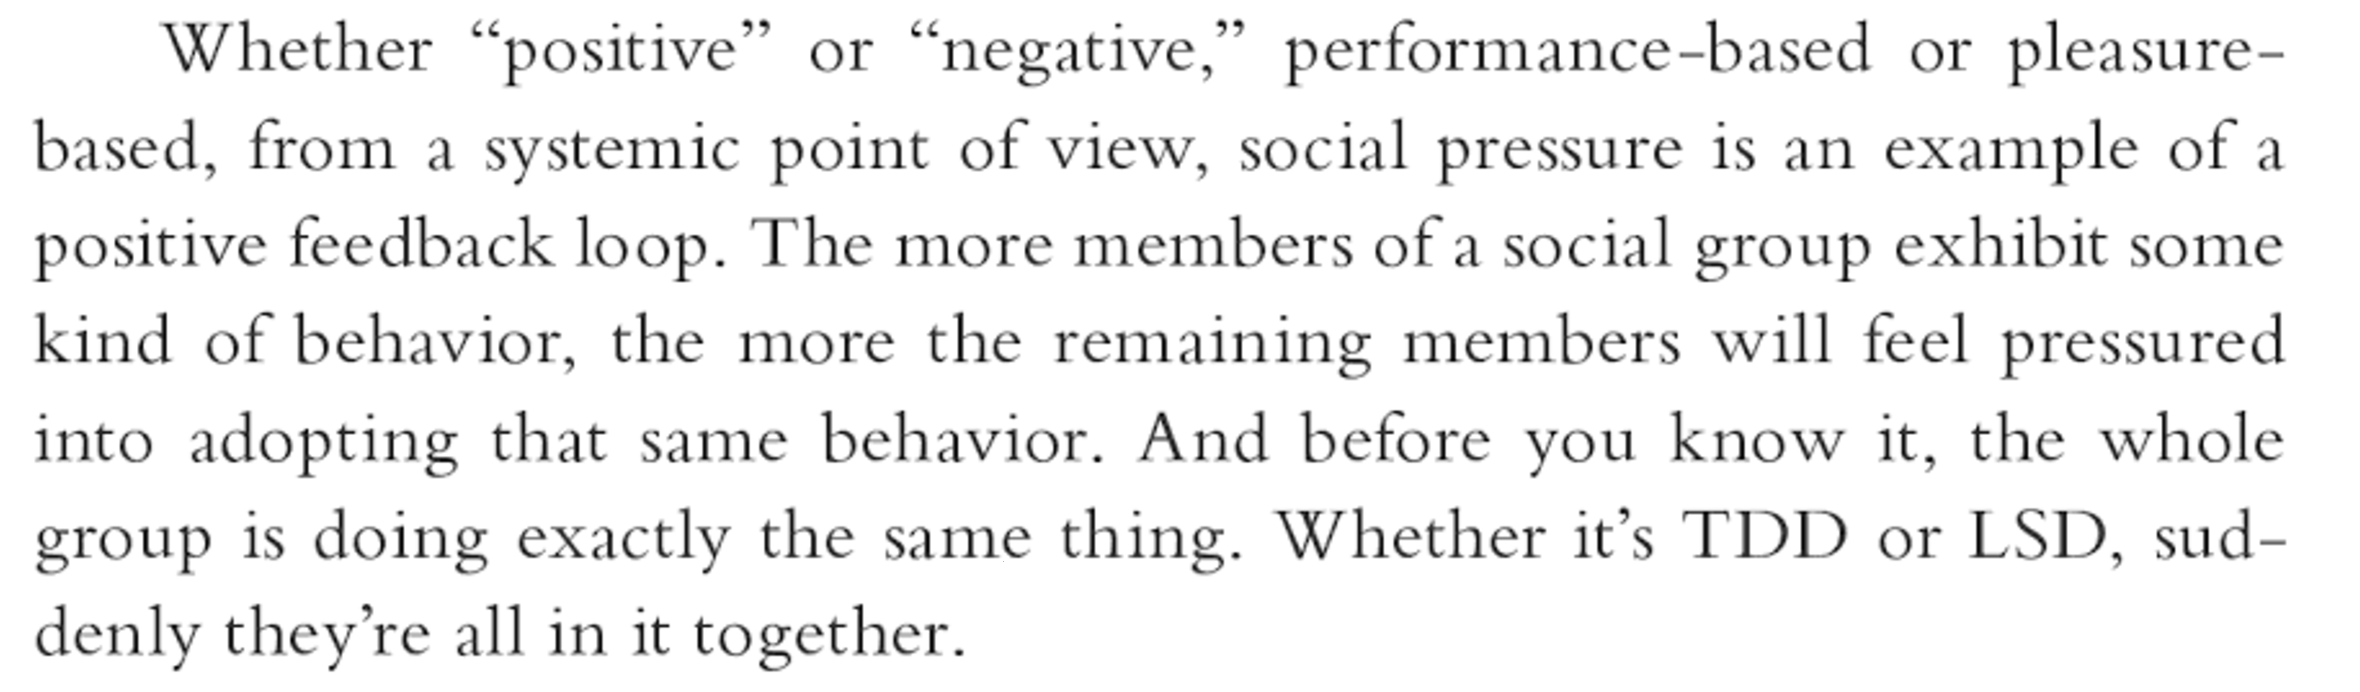 Whether “positive” or “negative,” performance-based or pleasure-
based, from a systemic point of view, social pressure is an example of a
positive feedback loop. The more members of a social group exhibit some
kind of behavior, the more the remaining members will feel pressured
into adopting that same behavior. And before you know it, the whole
group is doing exactly the same thing. Whether it’s TDD or LSD, sud-
denly they’re all in it together.